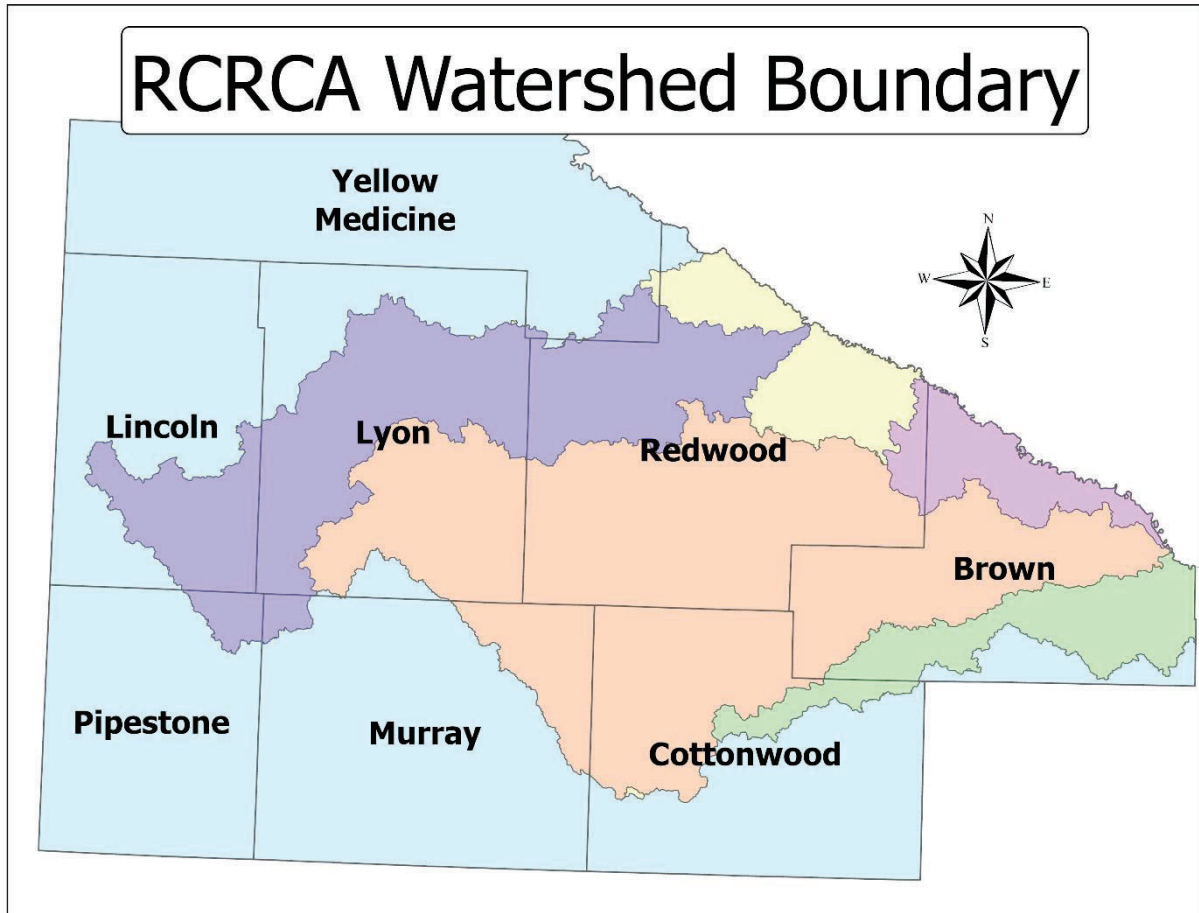 RCRCA Watershed Boundary
Yellow
Medicine
N
W
E
S
Lincoln
Lyon
Redwood
Brown
Pipestone
Murray
Cottonwood